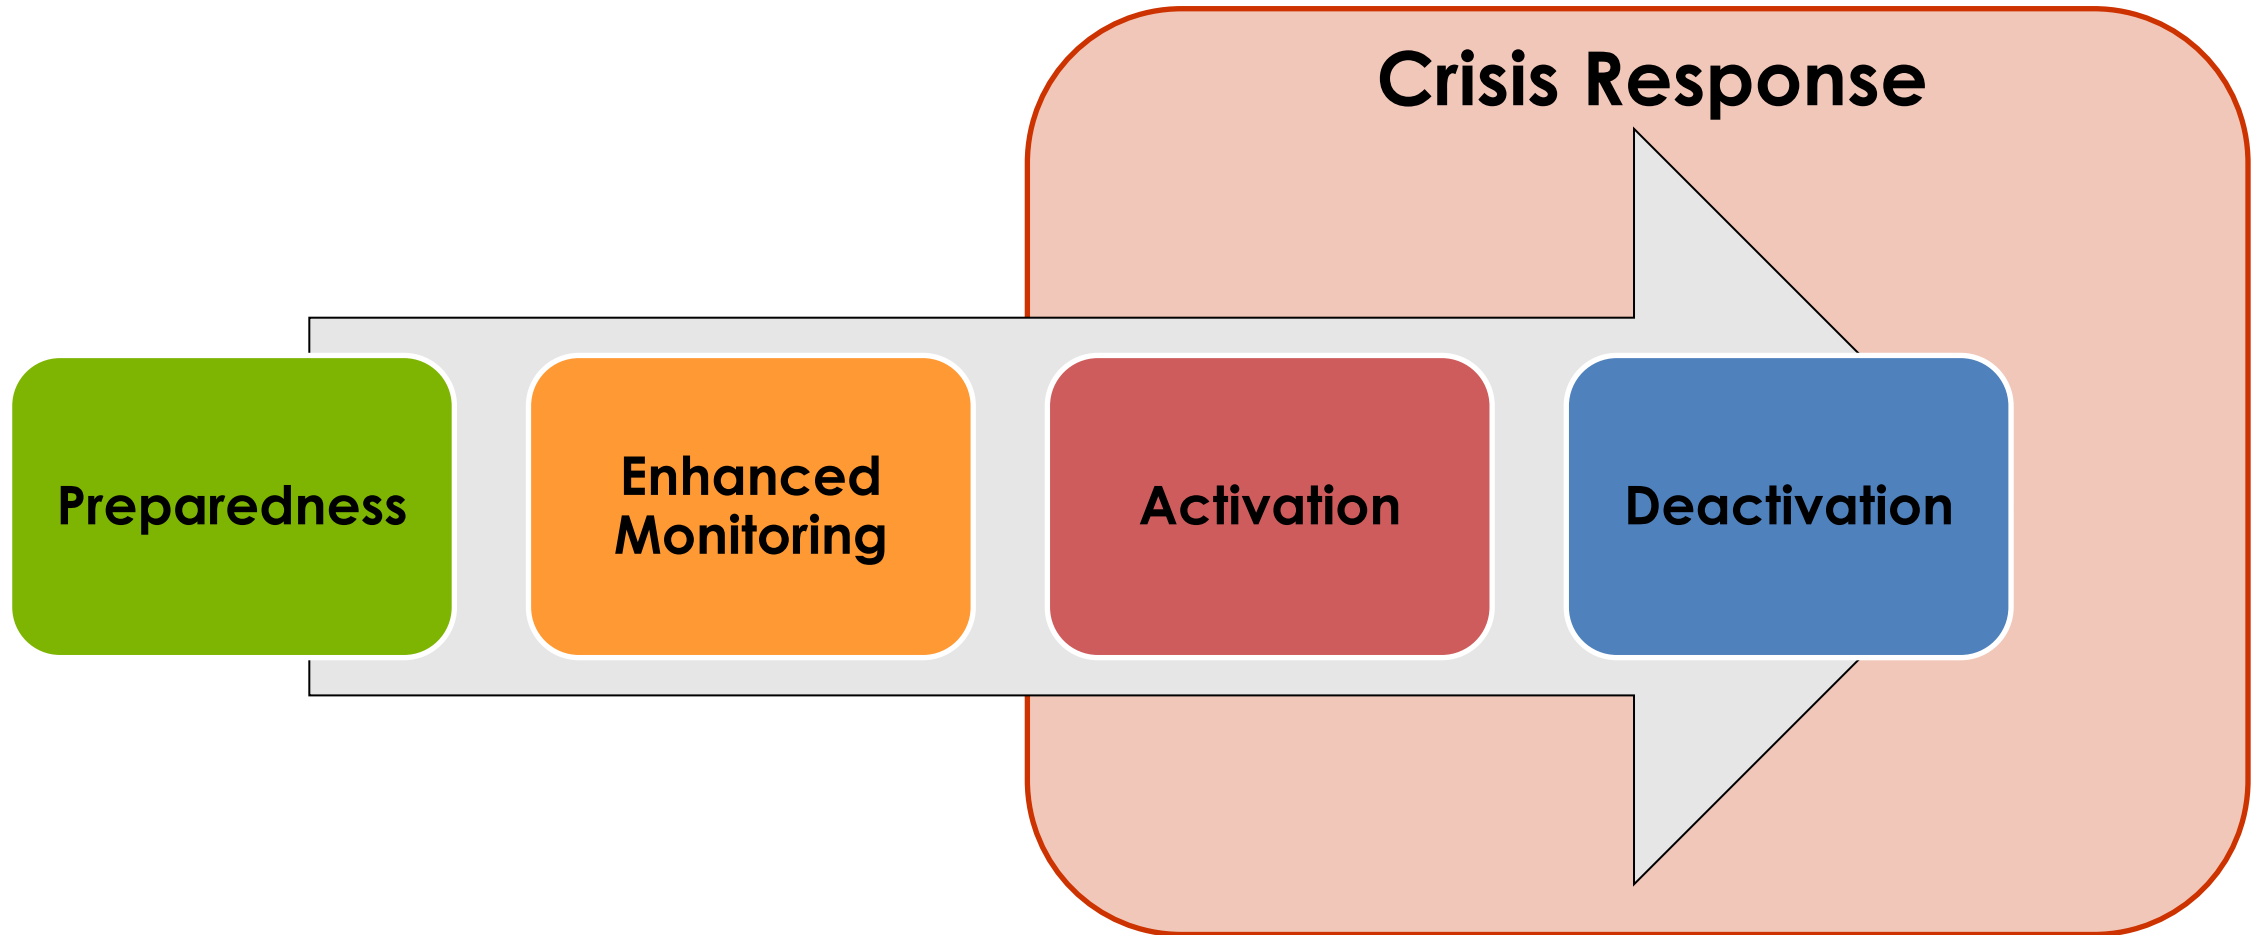 Crisis Response
Preparedness
Enhanced
Monitoring
Activation
Deactivation